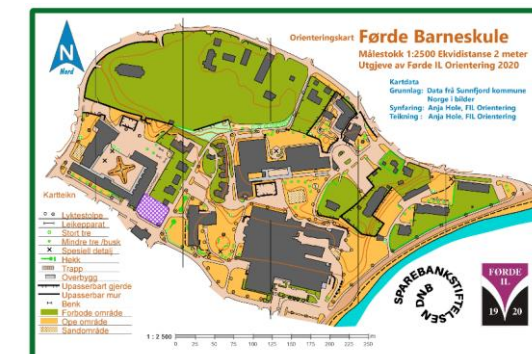 Orienteringskart Førde Barneskule
Målestokk 1:2500 Ekvidistanse 2 meter
Utgjeve av Førde IL Orientering 2020
Kartdata
Grunnlag: Data frå Sunnfjord kommune
Norge i bilder
Synfaring: Anja Hole, FIL Orientering
Teikning: Anja Hole, FIL Orientering
N
Nord
Kartteikn
Lyktestolpe
Leikepparat
Stort tre
Mindre tre /busk
Spesiell detalj
Hekk
Trapp
Overbygg
Upasserbart gjerde
Upasserbar mur
Benk
Forbode område
Ope område
Sandområde
1 : 2 500
0 25 50 75 100 125 150 175 200 225 250 m
SPAREBANKSTIFTELSEN
DNB
FØRDE
IL
19 20